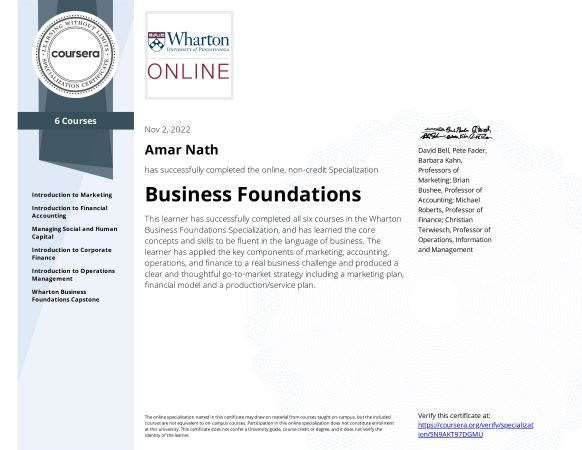 LEARNING WITHOUT LIMITS
coursera
SPECIALIZATION CERTIFICATE
6 Courses
Introduction to Marketing
Introduction to Financial
Accounting
Managing Social and Human
Capital
Introduction to Corporate
Finance
Introduction to Operations
Management
Wharton Business
Foundations Capstone
Wharton
UNIVERSITY of PENNSYLVANIA
ONLINE
Nov 2, 2022
Amar Nath
has successfully completed the online, non-credit Specialization
Business Foundations
This learner has successfully completed all six courses in the Wharton
Business Foundations Specialization, and has learned the core
concepts and skills to be fluent in the language of business. The
learner has applied the key components of marketing, accounting,
operations, and finance to a real business challenge and produced a
clear and thoughtful go-to-market strategy including a marketing plan,
financial model and a production/service plan.
David Bell, Pete Fader,
Barbara Kahn,
Professors of
Marketing; Brian
Bushee, Professor of
Accounting; Michael
Roberts, Professor of
Finance; Christian
Terwiesch, Professor of
Operations, Information
and Management
The online specialization named in this certificate may draw on material from courses taught on-campus, but the included
courses are not equivalent to on-campus courses. Participation in this online specialization does not constitute enrollment
at this university. This certificate does not confer a University grade, course credit or degree, and it does not verify the
identity of the learner.
Verify this certificate at:
https://coursera.org/verify/specializat
ion/5N9AKT97DGMU